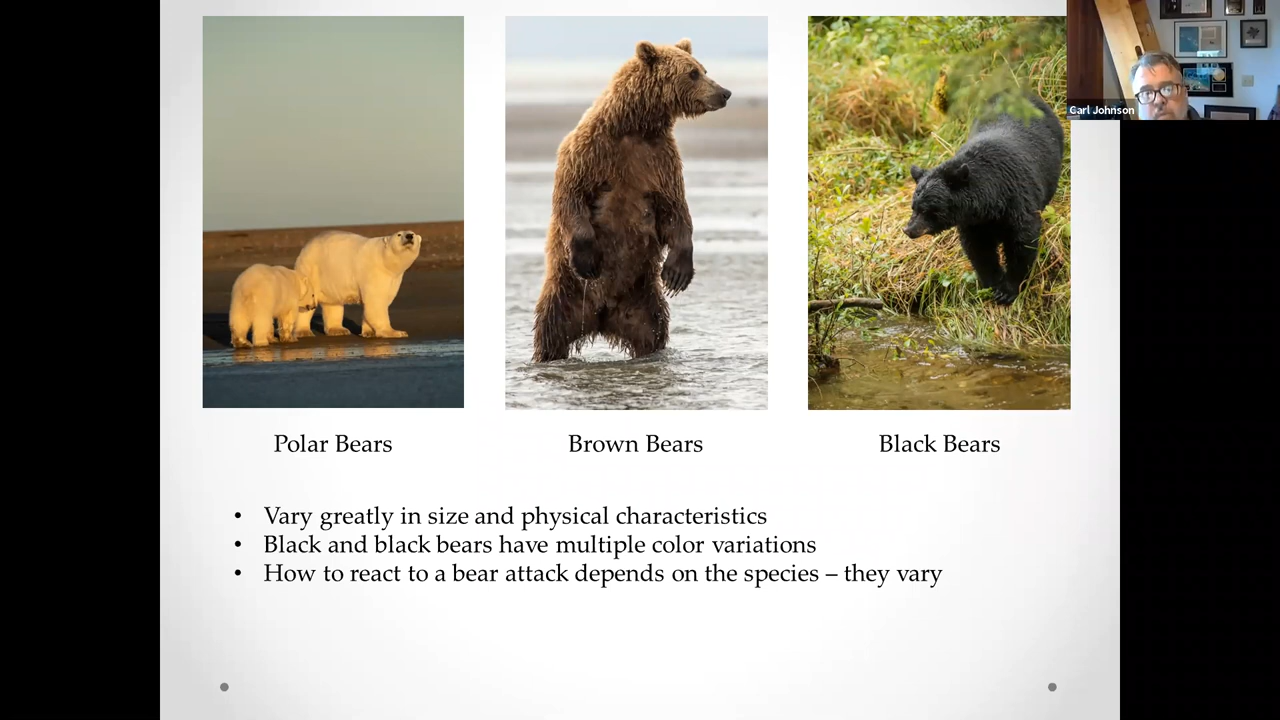 Carl Johnson
Polar Bears
Brown Bears
Black Bears
• Vary greatly in size and physical characteristics
• Black and black bears have multiple color variations
• How to react to a bear attack depends on the species – they vary